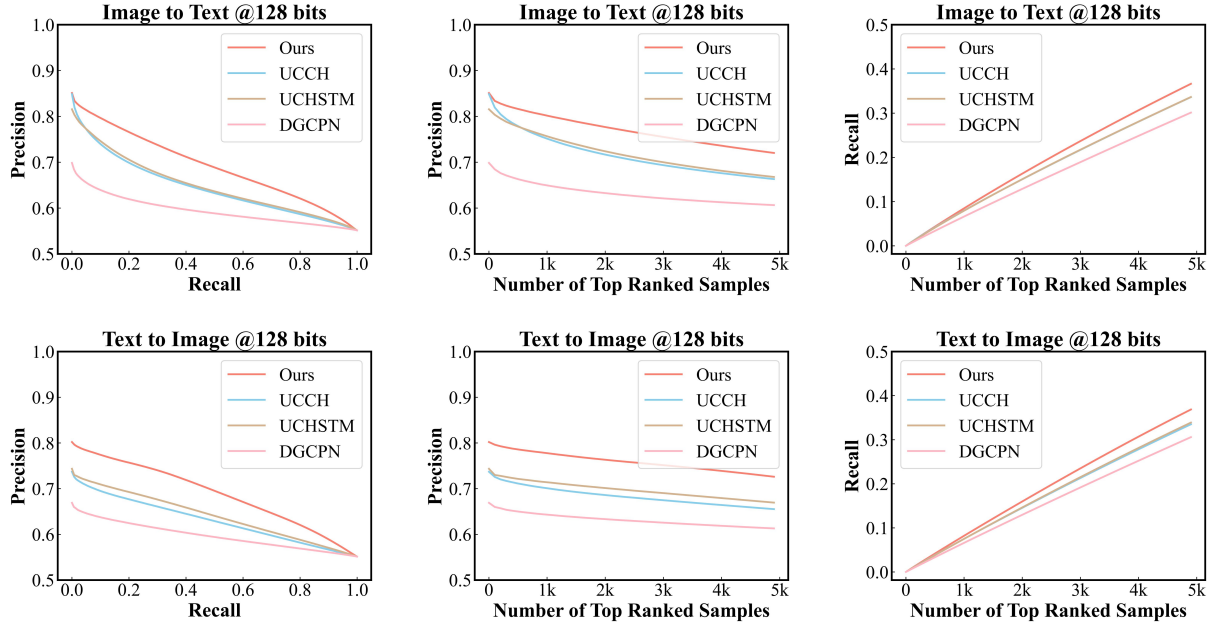 Image to Text @128 bits
1.0
0.9
0.8
0.7
0.6
0.5
Precision
Ours
UCCH
UCHSTM
DGCPN
0.0 0.2 0.4 0.6 0.8 1.0
Recall
Image to Text @128 bits
1.0
0.9
0.8
0.7
0.6
0.5
Precision
Ours
UCCH
UCHSTM
DGCPN
0 1k 2k 3k 4k 5k
Number of Top Ranked Samples
Image to Text @128 bits
0.5
0.4
0.3
0.2
0.1
0.0
Recall
Ours
UCCH
UCHSTM
DGCPN
0 1k 2k 3k 4k 5k
Number of Top Ranked Samples
Text to Image @128 bits
1.0
0.9
0.8
0.7
0.6
0.5
Precision
Ours
UCCH
UCHSTM
DGCPN
0.0 0.2 0.4 0.6 0.8 1.0
Recall
Text to Image @128 bits
1.0
0.9
0.8
0.7
0.6
0.5
Precision
Ours
UCCH
UCHSTM
DGCPN
0 1k 2k 3k 4k 5k
Number of Top Ranked Samples
Text to Image @128 bits
0.5
0.4
0.3
0.2
0.1
0.0
Recall
Ours
UCCH
UCHSTM
DGCPN
0 1k 2k 3k 4k 5k
Number of Top Ranked Samples